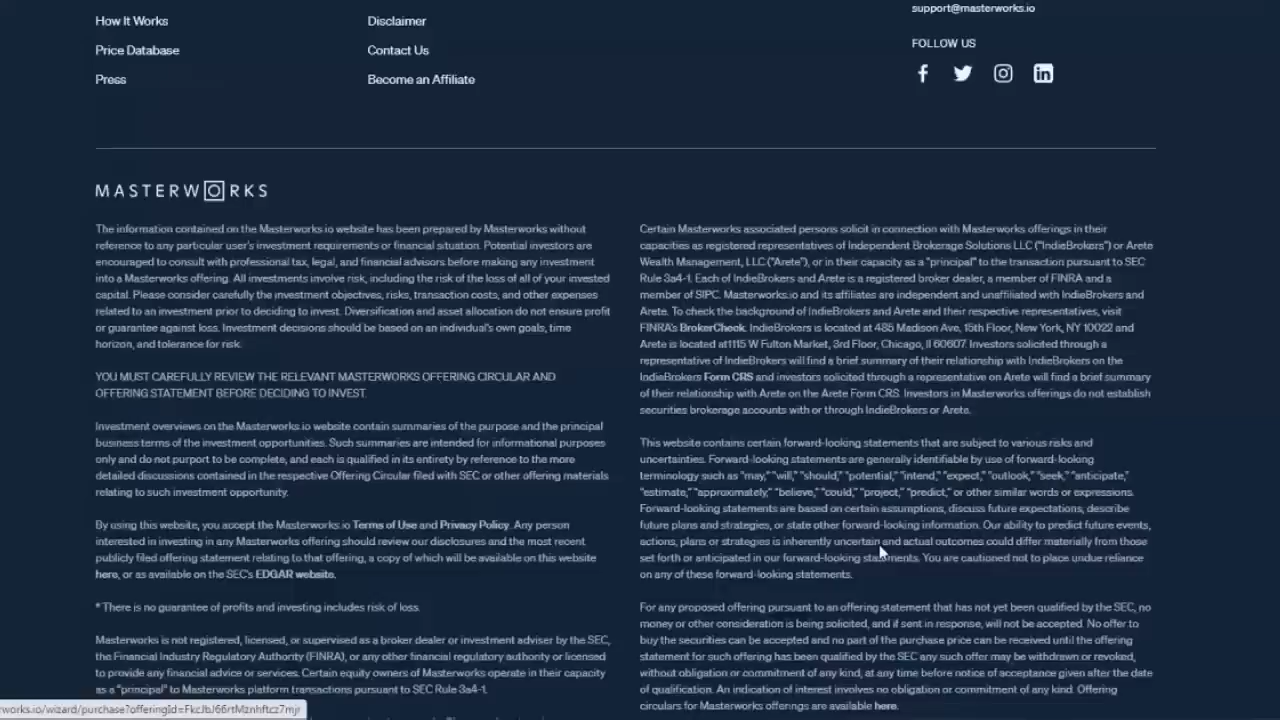 How It Works
Price Database
Press
Disclaimer
Contact Us
Become an Affiliate
support@masterworks.io
FOLLOW US
MASTERWORKS
The information contained on the Masterworks.io website has been prepared by Masterworks without
reference to any particular user's investment requirements or financial situation. Potential investors are
encouraged to consult with professional tax, legal, and financial advisors before making any investment
into a Masterworks offering. All investments involve risk, including the risk of the loss of all of your invested
capital. Please consider carefully the investment objectives, risks, transaction costs, and other expenses
related to an investment prior to deciding to invest. Diversification and asset allocation do not ensure profit
or guarantee against loss. Investment decisions should be based on an individual's own goals, time
horizon, and tolerance for risk.
YOU MUST CAREFULLY REVIEW THE RELEVANT MASTERWORKS OFFERING CIRCULAR AND
OFFERING STATEMENT BEFORE DECIDING TO INVEST.
Investment overviews on the Masterworks.io website contain summaries of the purpose and the principal
business terms of the investment opportunities. Such summaries are intended for informational purposes
only and do not purport to be complete, and each is qualified in its entirety by reference to the more
detailed discussions contained in the respective Offering Circular filed with SEC or other offering materials
relating to such investment opportunity.
By using this website, you accept the Masterworks.io Terms of Use and Privacy Policy. Any person
interested in investing in any Masterworks offering should review our disclosures and the most recent
publicly filed offering statement relating to that offering, a copy of which will be available on this website
here, or as available on the SEC's EDGAR website.
* There is no guarantee of profits and investing includes risk of loss.
Masterworks is not registered, licensed, or supervised as a broker dealer or investment adviser by the SEC,
the Financial Industry Regulatory Authority (FINRA), or any other financial regulatory authority or licensed
to provide any financial advice or services. Certain equity owners of Masterworks operate in their capacity
as a "principal" to Masterworks platform transactions pursuant to SEC Rule 3a4-1.
Certain Masterworks associated persons solicit in connection with Masterworks offerings in their
capacities as registered representatives of Independent Brokerage Solutions LLC ("IndieBrokers") or Arete
Wealth Management, LLC ("Arete"), or in their capacity as a "principal" to the transaction pursuant to SEC
Rule 3a4-1. Each of IndieBrokers and Arete is a registered broker dealer, a member of FINRA and a
member of SIPC. Masterworks.io and its affiliates are independent and unaffiliated with IndieBrokers and
Arete. To check the background of IndieBrokers and Arete and their respective representatives, visit
FINRA's BrokerCheck. IndieBrokers is located at 485 Madison Ave, 15th Floor, New York, NY 10022 and
Arete is located at1115 W Fulton Market, 3rd Floor, Chicago, Il 60607. Investors solicited through a
representative of IndieBrokers will find a brief summary of their relationship with IndieBrokers on the
IndieBrokers Form CRS and investors solicited through a representative on Arete will find a brief summary
of their relationship with Arete on the Arete Form CRS. Investors in Masterworks offerings do not establish
securities brokerage accounts with or through IndieBrokers or Arete.
This website contains certain forward-looking statements that are subject to various risks and
uncertainties. Forward-looking statements are generally identifiable by use of forward-looking
terminology such as "may," "will," "should," "potential," "intend," "expect," "outlook," "seek," "anticipate,"
"estimate," "approximately," "believe," "could," "project," "predict," or other similar words or expressions.
Forward-looking statements are based on certain assumptions, discuss future expectations, describe
future plans and strategies, or state other forward-looking information. Our ability to predict future events,
actions, plans or strategies is inherently uncertain and actual outcomes could differ materially from those
set forth or anticipated in our forward-looking statements. You are cautioned not to place undue reliance
on any of these forward-looking statements.
For any proposed offering pursuant to an offering statement that has not yet been qualified by the SEC, no
money or other consideration is being solicited, and if sent in response, will not be accepted. No offer to
buy the securities can be accepted and no part of the purchase price can be received until the offering
statement for such offering has been qualified by the SEC any such offer may be withdrawn or revoked,
without obligation or commitment of any kind, at any time before notice of acceptance given after the date
of qualification. An indication of interest involves no obligation or commitment of any kind. Offering
circulars for Masterworks offerings are available here.